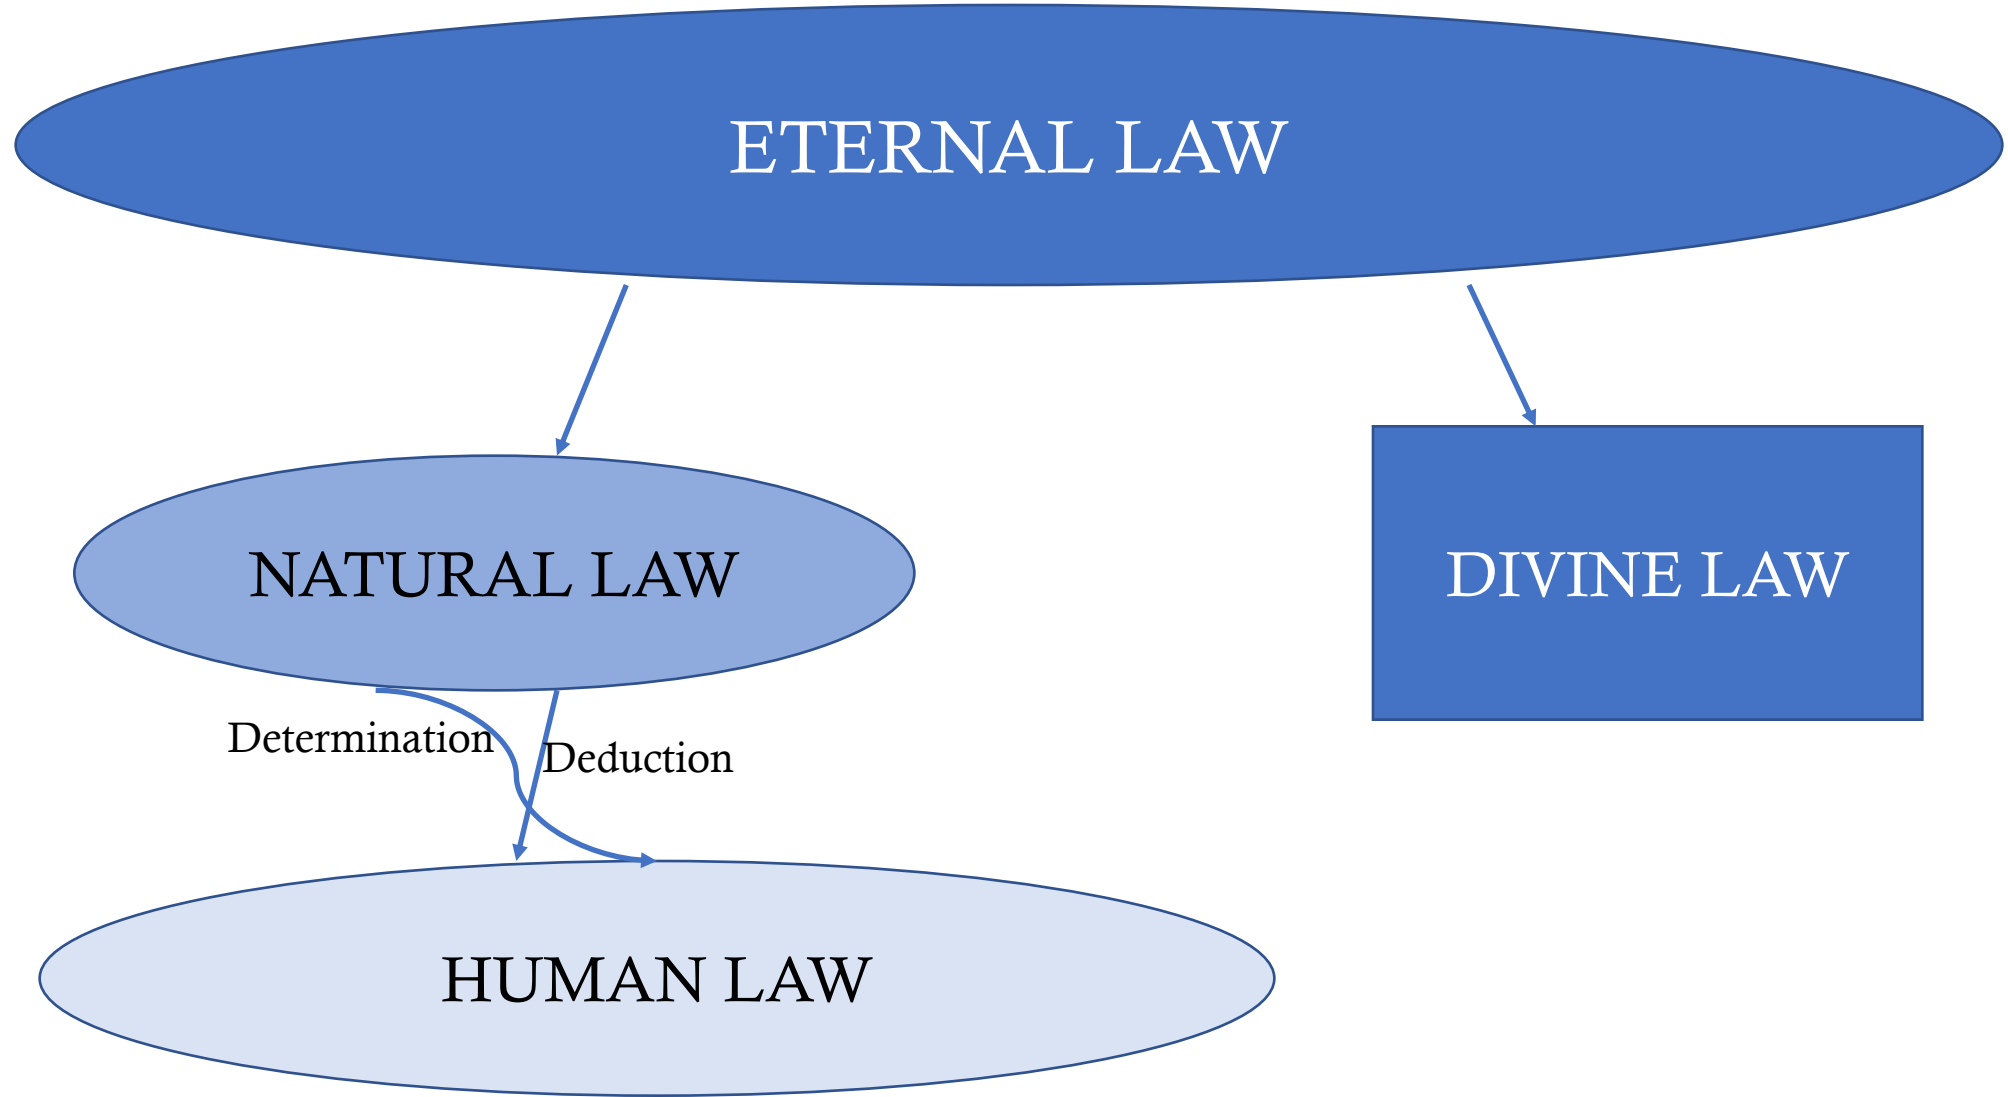 ETERNAL LAW
NATURAL LAW
DIVINE LAW
Determination
Deduction
HUMAN LAW